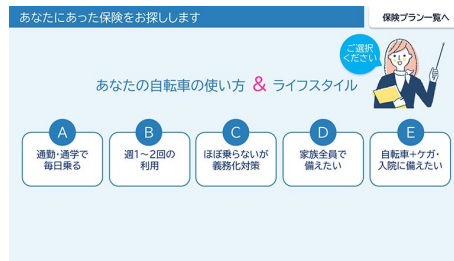 あなたにあった保険をお探しします
保険プラン一覧へ
ご選択
ください
あなたの自転車の使い方 & ライフスタイル
A
通勤・通学で
毎日乗る
B
週1～2回の
利用
C
ほぼ乗らないが
義務化対策
D
家族全員で
備えたい
E
自転車+ケガ・
入院に備えたい